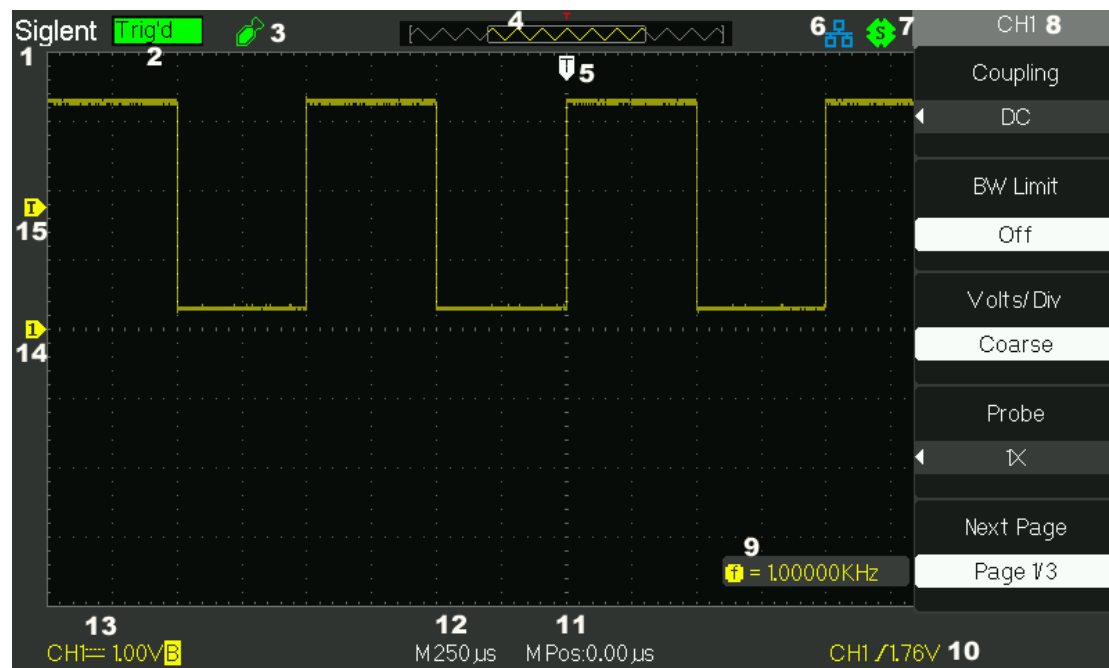 Siglent Trig'd 3 4 T 6 S 7 CH1 8
1 2 T 5 Coupling
DC
BW Limit
T
15 Off
Volts/Div
1 Coarse
14
Probe
1X
Next Page
9
f = 1.00000KHz Page 1/3
13 12 11
CH1 1.00V B M 250 µs M Pos:0.00 µs CH1 / 1.76V 10